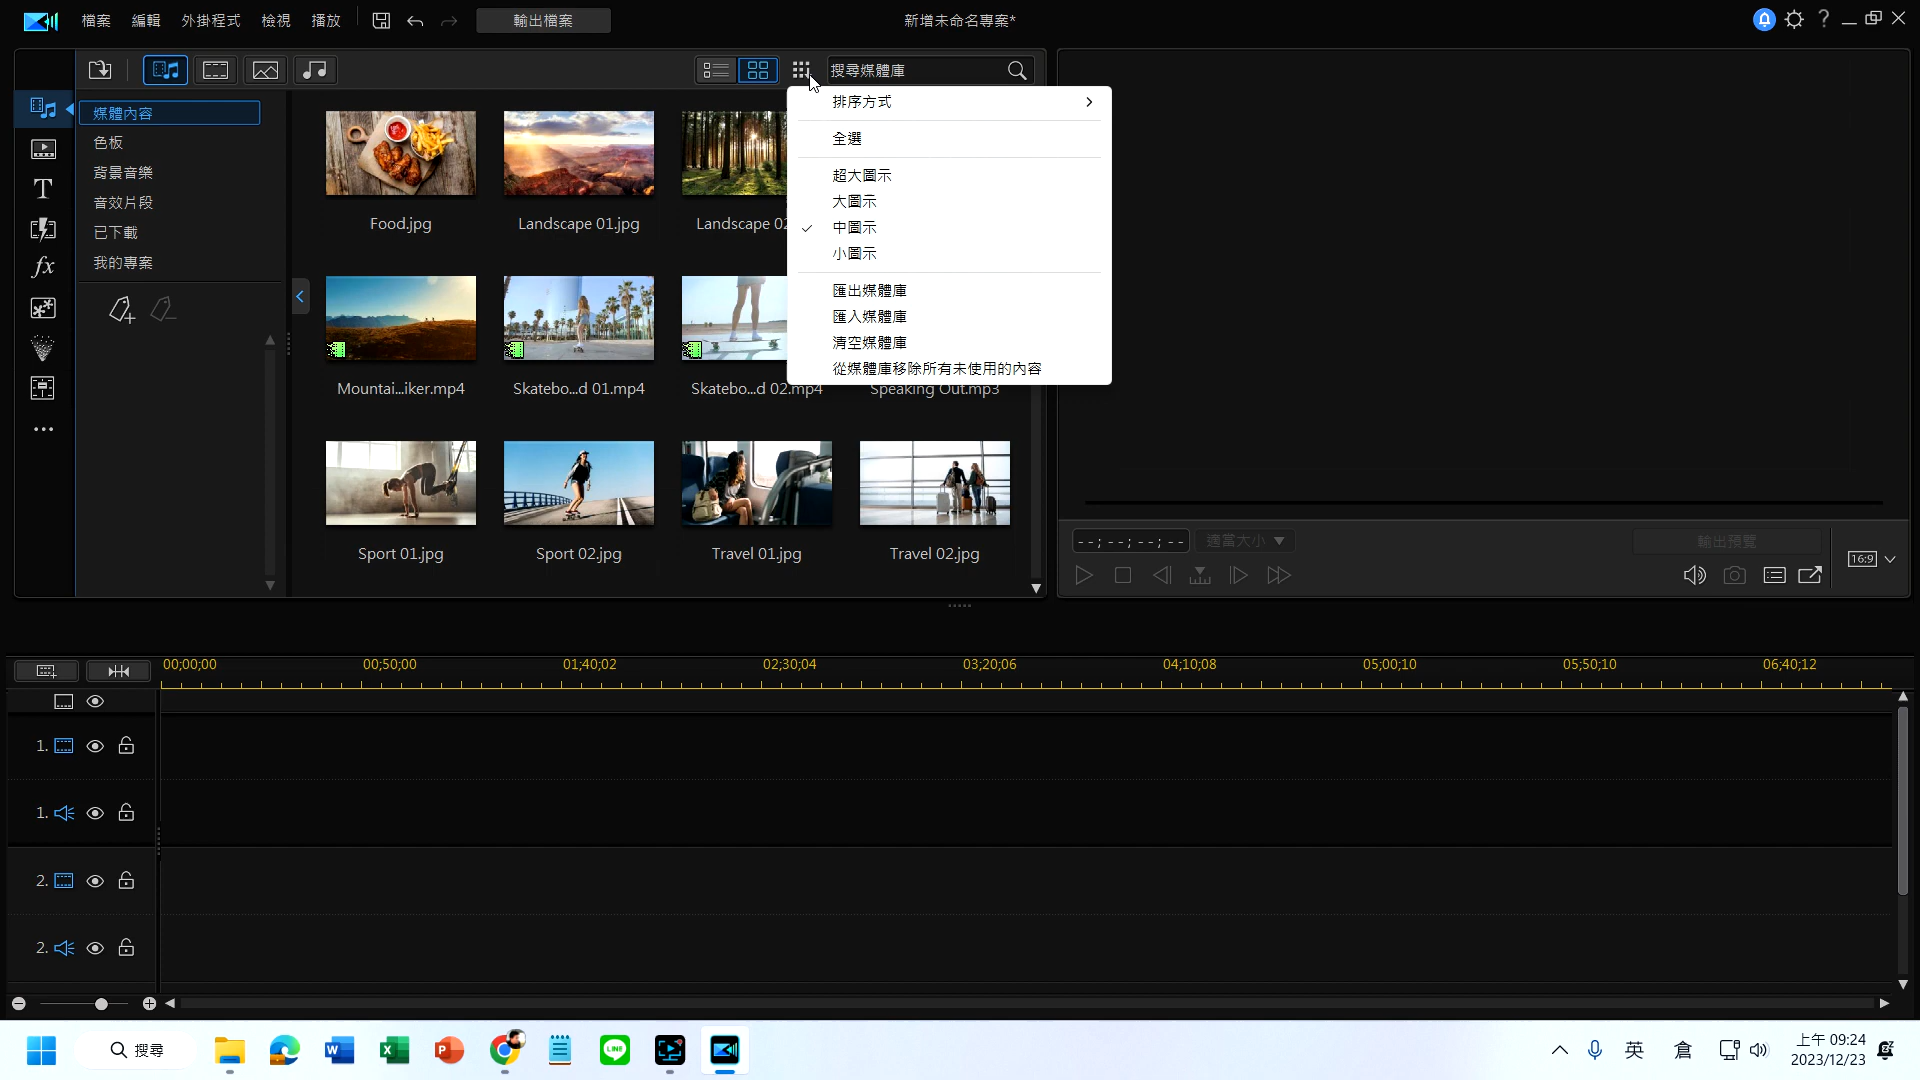 檔案 編輯 外掛程式 檢視 播放 輸出檔案 新增未命名專案* ?
搜尋媒體庫
媒體內容
色板
背景音樂
音效片段
已下載
我的專案
T
fx
排序方式
全選
超大圖示
大圖示
中圖示
小圖示
匯出媒體庫
匯入媒體庫
清空媒體庫
從媒體庫移除所有未使用的內容
Food.jpg Landscape 01.jpg Landscape 02
Mountai...iker.mp4 Skatebo...d 01.mp4 Skatebo...d 02.mp4 Speaking Out.mp3
Sport 01.jpg Sport 02.jpg Travel 01.jpg Travel 02.jpg
--;--;--;-- 適當大小 輸出預覽
16:9
00;00;00 00;50;00 01;40;02 02;30;04 03;20;06 04;10;08 05;00;10 05;50;10 06;40;12
1.
1.
2.
2.
搜尋 LINE 英 倉 上午 09:24
2023/12/23